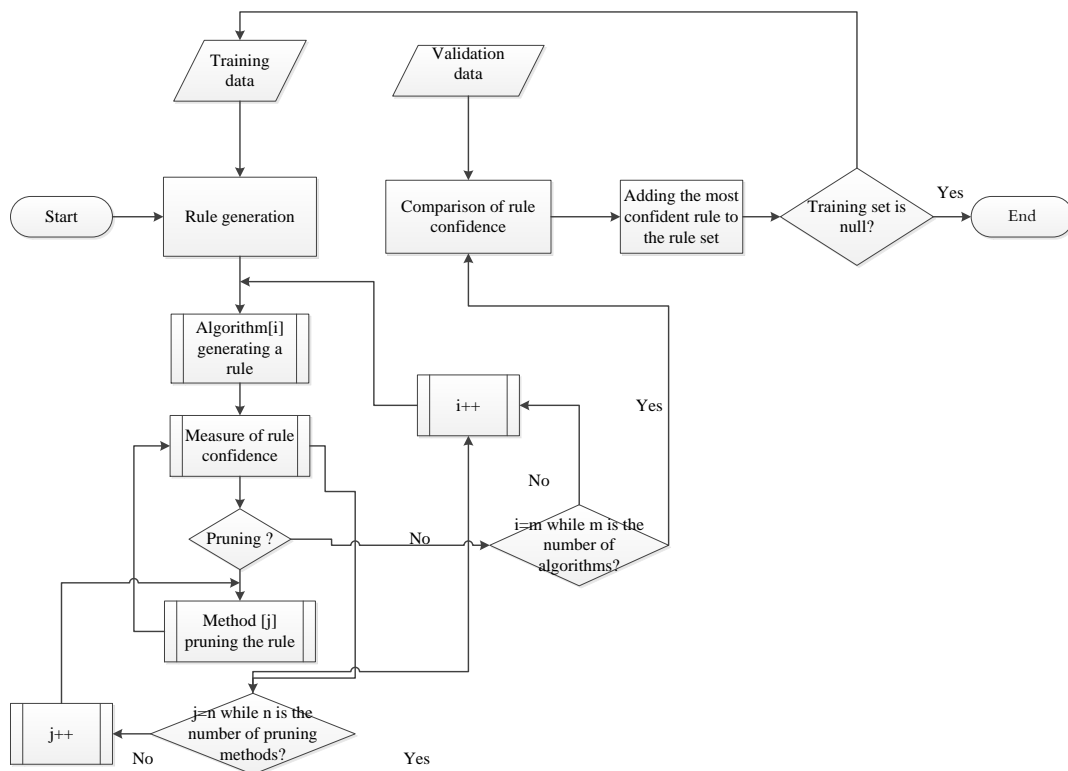 Training
data
Validation
data
Start
Rule generation
Comparison of rule
confidence
Adding the most
confident rule to
the rule set
Training set is
null?
Yes
End
Algorithm[i]
generating a
rule
i++
Yes
Measure of rule
confidence
No
Pruning ?
No
i=m while m is the
number of
algorithms?
Method [j]
pruning the rule
j++
No
j=n while n is the
number of pruning
methods?
Yes